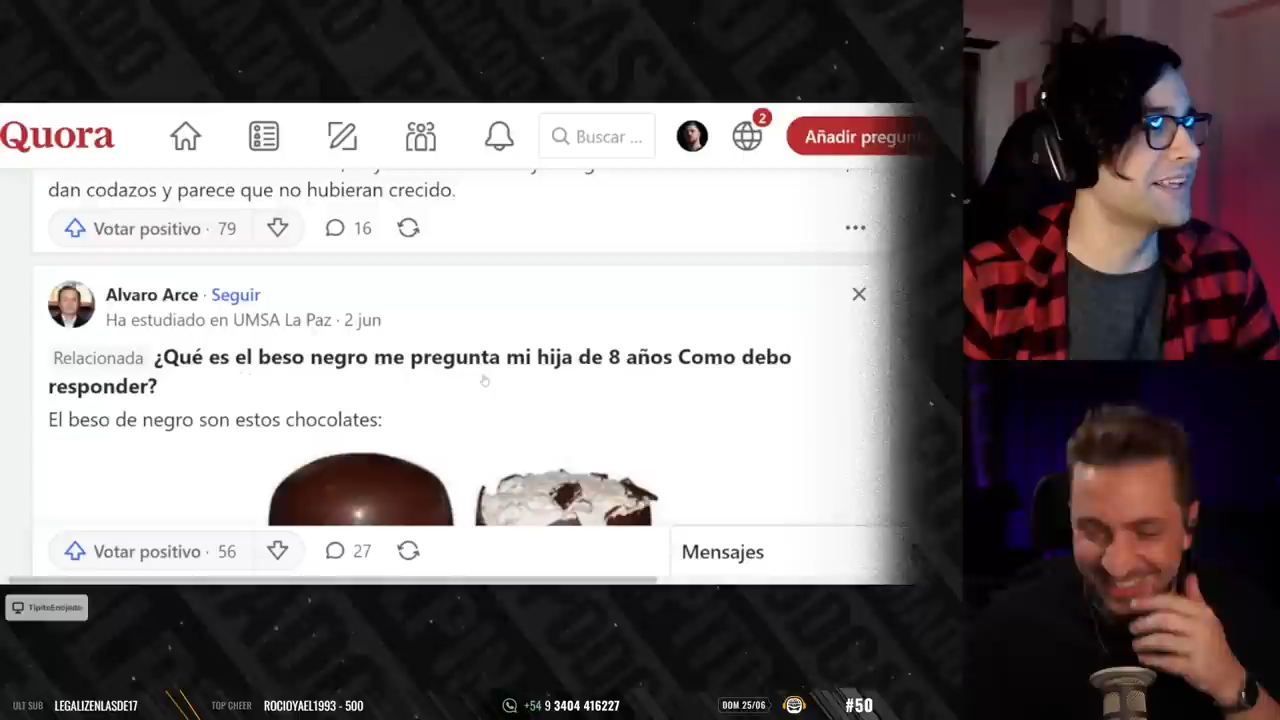 Quora
Buscar ...
2
Añadir pregun
dan codazos y parece que no hubieran crecido.
Votar positivo · 79
16
Alvaro Arce · Seguir
Ha estudiado en UMSA La Paz · 2 jun
Relacionada ¿Qué es el beso negro me pregunta mi hija de 8 años Como debo
responder?
El beso de negro son estos chocolates:
Votar positivo · 56
27
Mensajes
TipitoEnojado
ULT SUB LEGALIZENLASDE17
TOP CHEER ROCIOYAEL1993 - 500
+54 9 3404 416227
DOM 25/06
#50